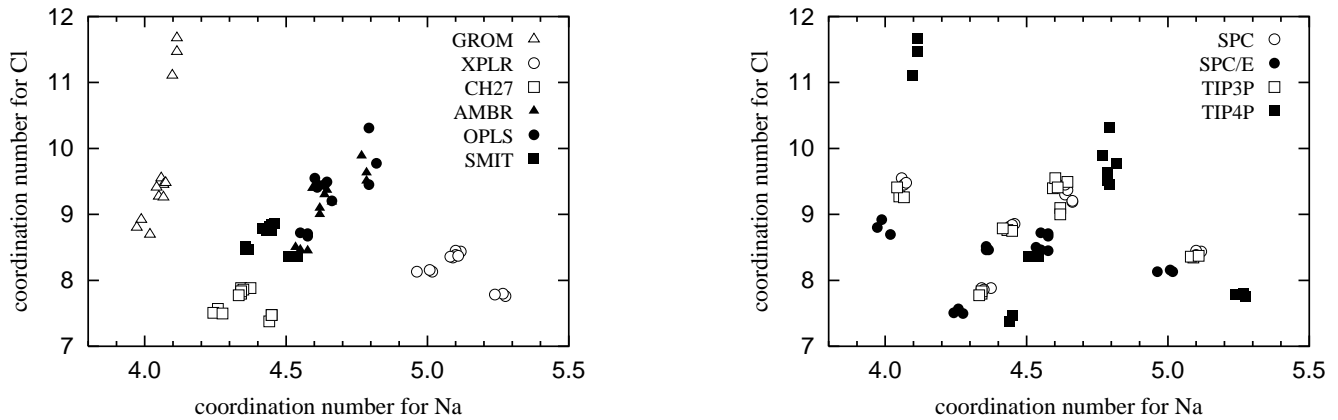 12
11
10
9
8
7
4.0 4.5 5.0 5.5
coordination number for Cl
coordination number for Na
GROM
XPLR
CH27
AMBR
OPLS
SMIT
12
11
10
9
8
7
4.0 4.5 5.0 5.5
coordination number for Cl
coordination number for Na
SPC
SPC/E
TIP3P
TIP4P